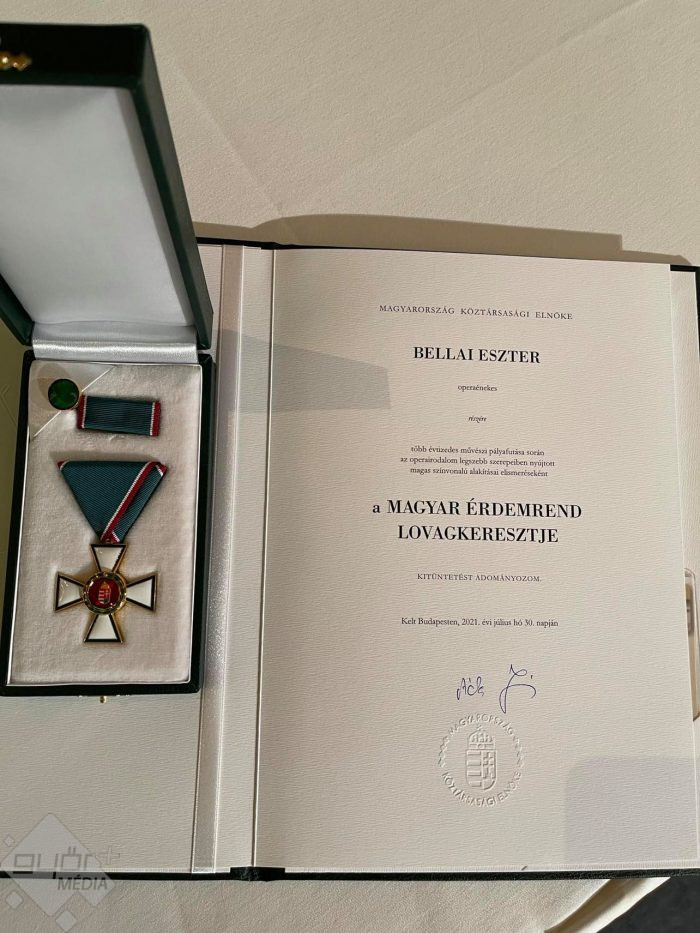 MAGYARORSZÁG KÖZTÁRSASÁGI ELNÖKE
BELLAI ESZTER
operaénekes
részére
több évtizedes művészi pályafutása során
az operairodalom legszebb szerepeiben nyújtott
magas színvonalú alakításai elismeréseként
a MAGYAR ÉRDEMREND
LOVAGKERESZTJE
KITÜNTETÉST ADOMÁNYOZOM.
Kelt Budapesten, 2021. évi július hó 30. napján
Áder J.
MAGYARORSZÁG
KÖZTÁRSASÁGI ELNÖKE
győr+
MÉDIA